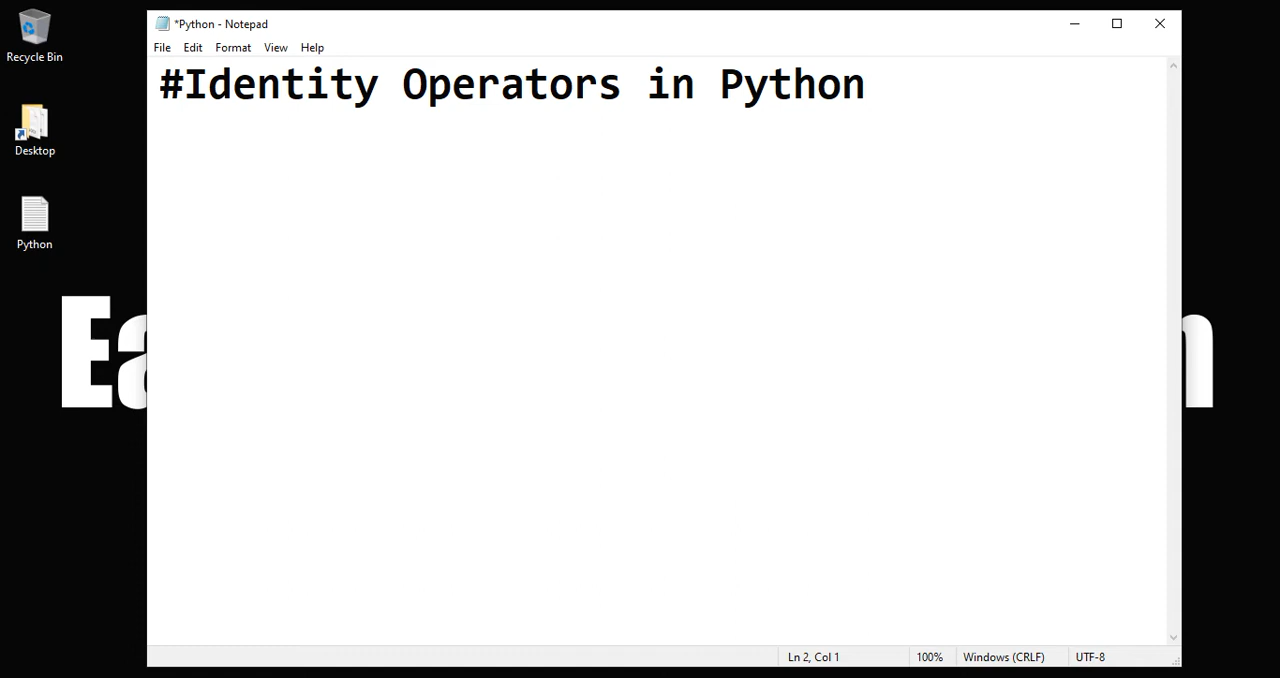 *Python - Notepad
File Edit Format View Help
#Identity Operators in Python
Recycle Bin
Desktop
Python
Ln 2, Col 1 100% Windows (CRLF) UTF-8